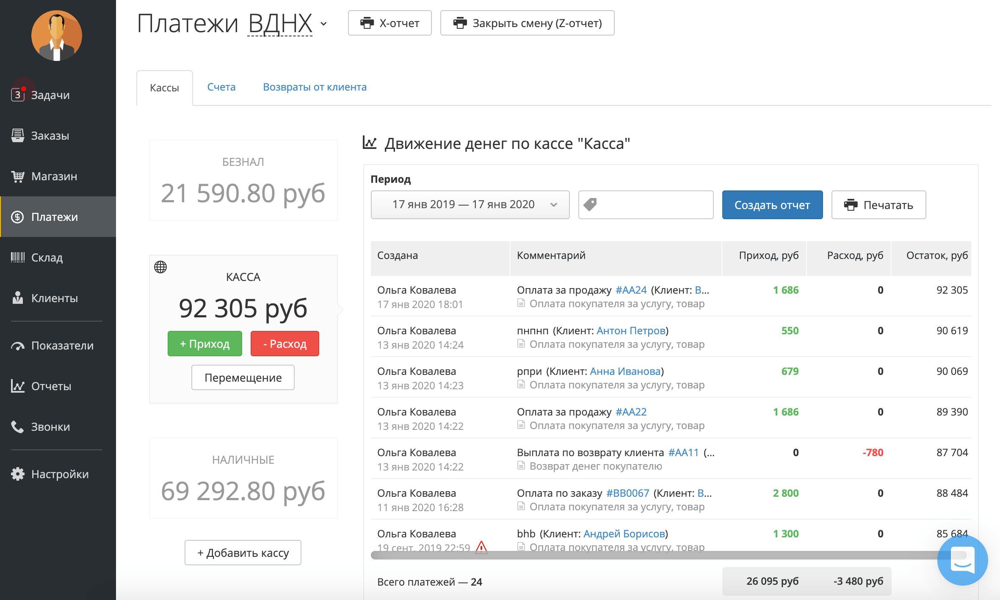 Платежи ВДНХ
X-отчет
Закрыть смену (Z-отчет)
3 Задачи
Заказы
Магазин
Платежи
Склад
Клиенты
Показатели
Отчеты
Звонки
Настройки
Кассы
Счета
Возвраты от клиента
БЕЗНАЛ
21 590.80 руб
КАССА
92 305 руб
+ Приход
- Расход
Перемещение
НАЛИЧНЫЕ
69 292.80 руб
+ Добавить кассу
Движение денег по кассе "Касса"
Период
17 янв 2019 — 17 янв 2020
Создать отчет
Печатать
Создана Комментарий Приход, руб Расход, руб Остаток, руб
Ольга Ковалева Оплата за продажу #AA24 (Клиент: В... 1 686 0 92 305
17 янв 2020 18:01 Оплата покупателя за услугу, товар
Ольга Ковалева пнпнп (Клиент: Антон Петров) 550 0 90 619
13 янв 2020 14:24 Оплата покупателя за услугу, товар
Ольга Ковалева рпри (Клиент: Анна Иванова) 679 0 90 069
13 янв 2020 14:23 Оплата покупателя за услугу, товар
Ольга Ковалева Оплата за продажу #AA22 1 686 0 89 390
13 янв 2020 14:22 Оплата покупателя за услугу, товар
Ольга Ковалева Выплата по возврату клиента #AA11 (... 0 -780 87 704
13 янв 2020 14:22 Возврат денег покупателю
Ольга Ковалева Оплата по заказу #BB0067 (Клиент: В... 2 800 0 88 484
11 янв 2020 16:28 Оплата покупателя за услугу, товар
Ольга Ковалева bhb (Клиент: Андрей Борисов) 1 300 0 85 684
19 сент. 2019 22:59 Оплата покупателя за услугу, товар
Всего платежей — 24 26 095 руб -3 480 руб